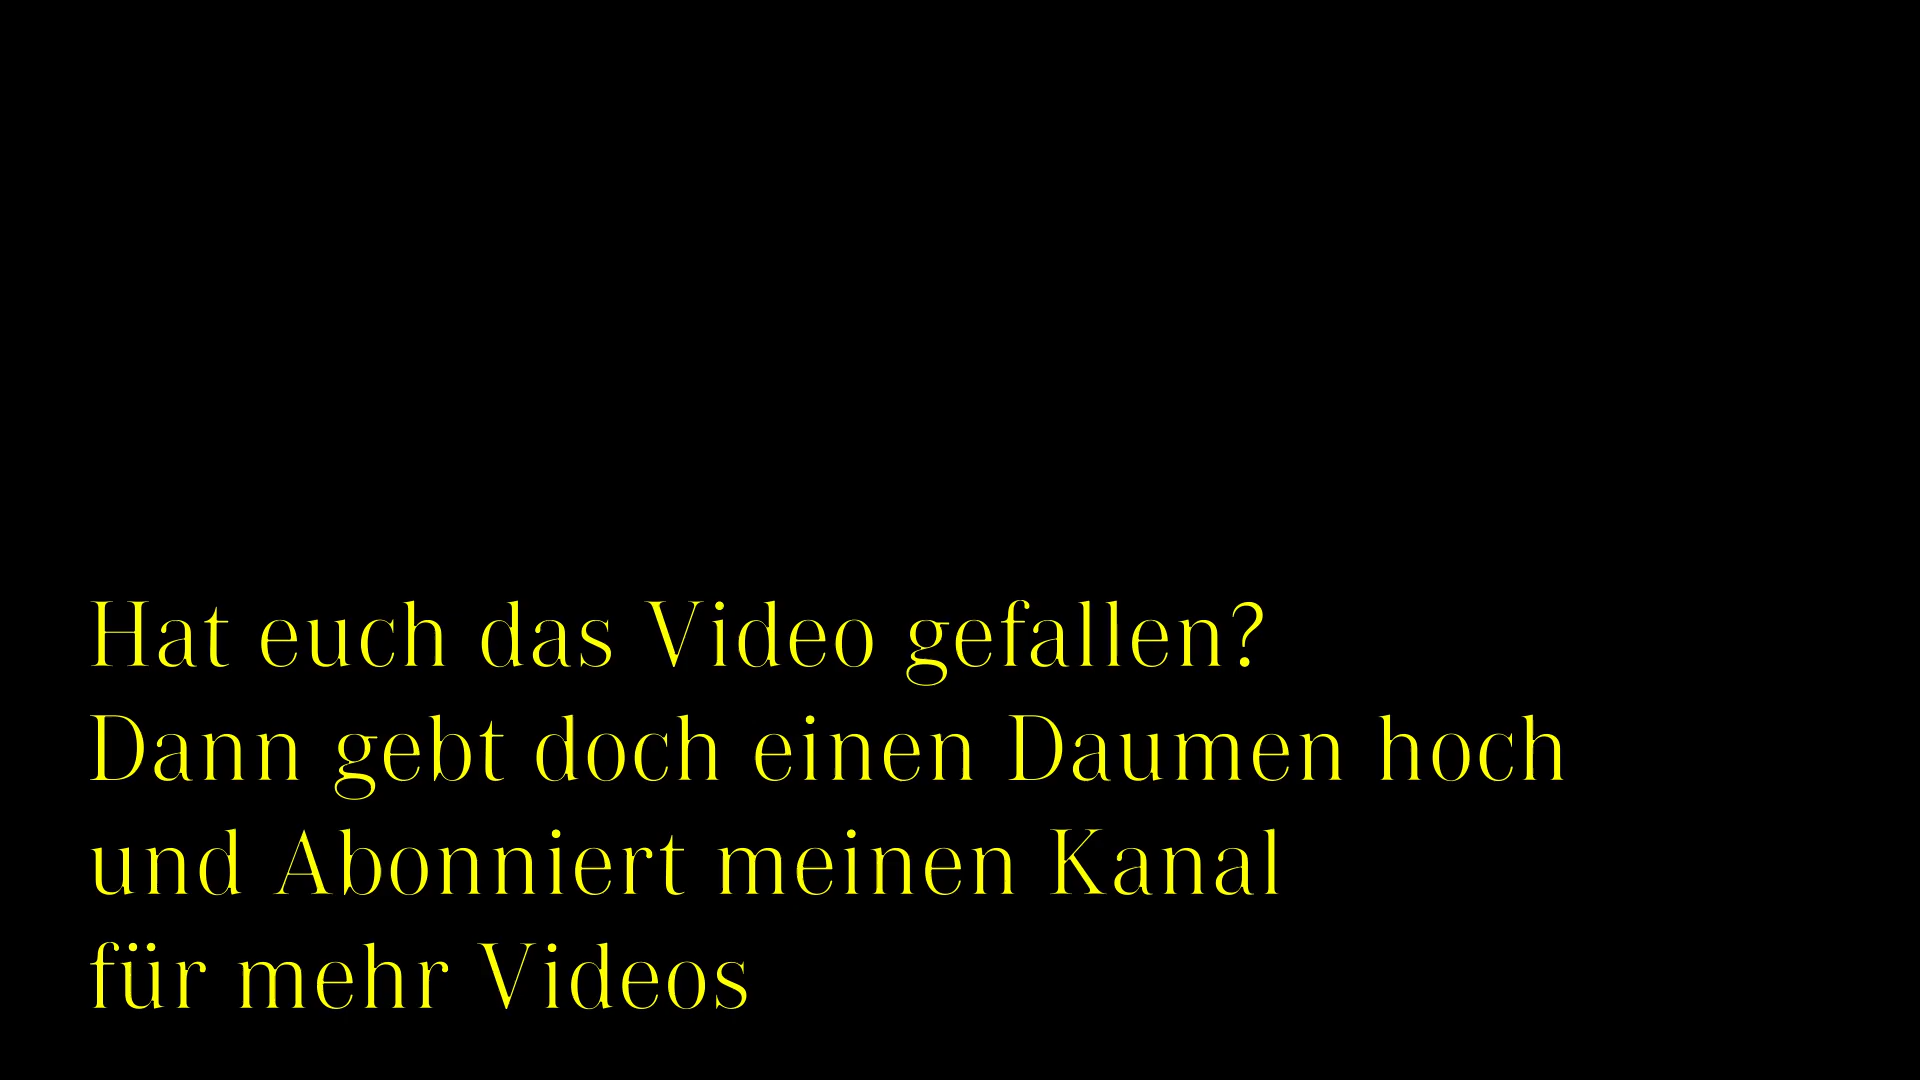 Hat euch das Video gefallen?
Dann gebt doch einen Daumen hoch
und Abonniert meinen Kanal
für mehr Videos